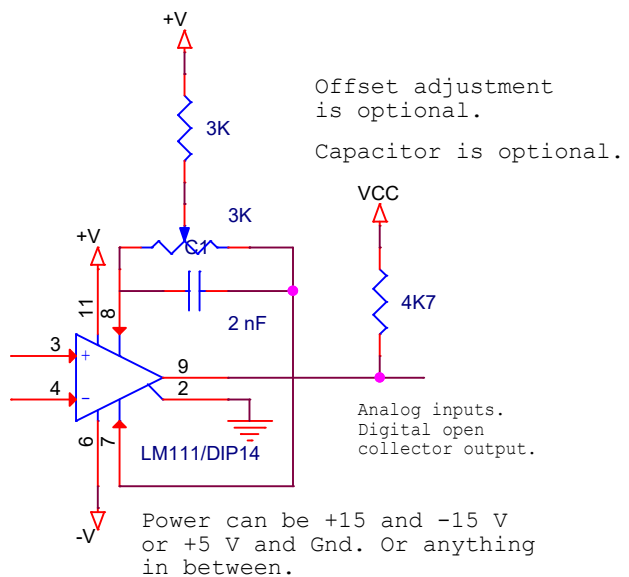 +V
Offset adjustment
is optional.
3K
Capacitor is optional.
VCC
3K
+V
C1
11
8
2 nF
4K7
3
+
9
4
-
2
6
7
LM111/DIP14
Analog inputs.
Digital open
collector output.
-V
Power can be +15 and -15 V
or +5 V and Gnd. Or anything
in between.